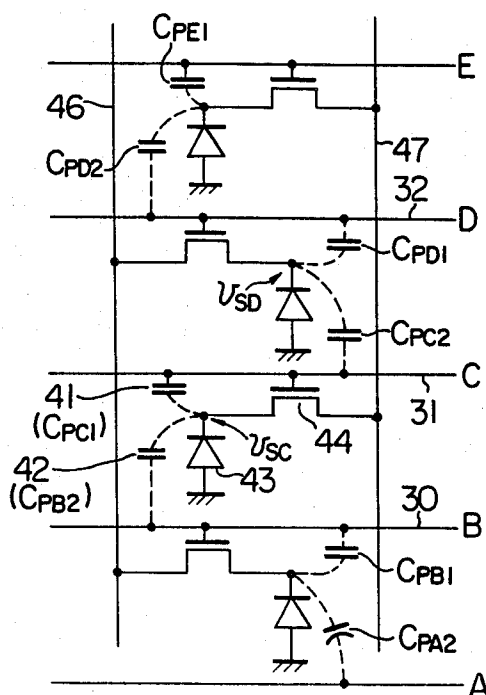 CPE1
E
46
47
CPD2
32
D
CPD1
VSD
CPC2
C
41
(CPC1)
31
44
VSC
42
43
(CPB2)
30
B
CPB1
CPA2
A